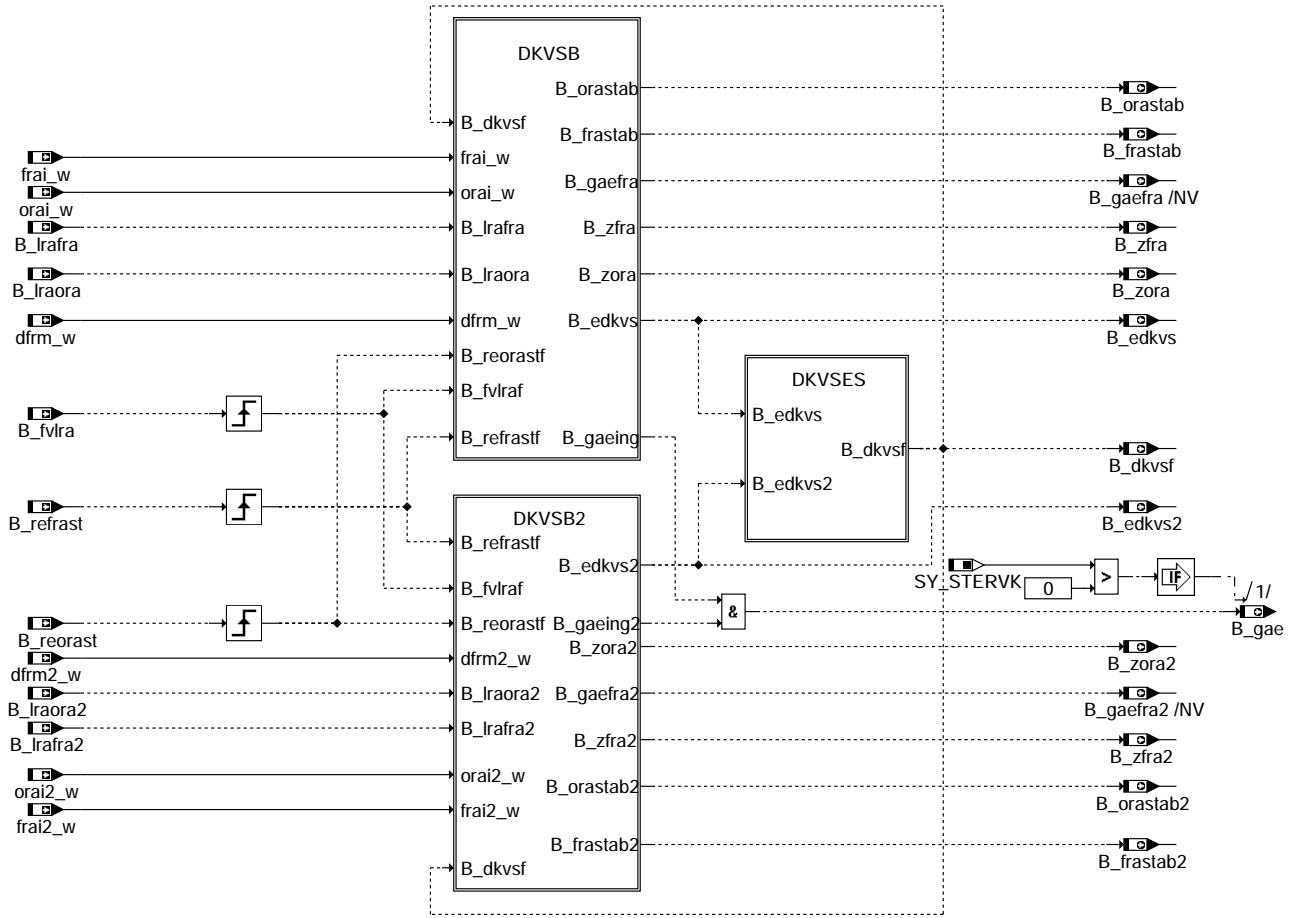 DKVSB
B_orastab
B_orastab
B_dkvsf
B_frastab
B_frastab
frai_w
frai_w
B_gaefra
B_gaefra /NV
orai_w
orai_w
B_lrafra
B_lrafra
B_zfra
B_zfra
B_lraora
B_lraora
B_zora
B_zora
dfrm_w
dfrm_w
B_edkvs
B_edkvs
B_reorastf
DKVSES
B_fvlraf
B_edkvs
B_fvlra
B_refrastf
B_gaeing
B_dkvsf
B_dkvsf
B_edkvs2
B_refrast
DKVSB2
B_edkvs2
B_refrastf
B_edkvs2
SY_STERVK
0
>
IF
/1/
B_fvlraf
&
B_gae
B_reorast
B_reorastf
B_gaeing2
dfrm2_w
dfrm2_w
B_zora2
B_zora2
B_lraora2
B_lraora2
B_gaefra2
B_gaefra2 /NV
B_lrafra2
B_lrafra2
B_zfra2
B_zfra2
orai2_w
orai2_w
B_orastab2
B_orastab2
frai2_w
frai2_w
B_frastab2
B_frastab2
B_dkvsf